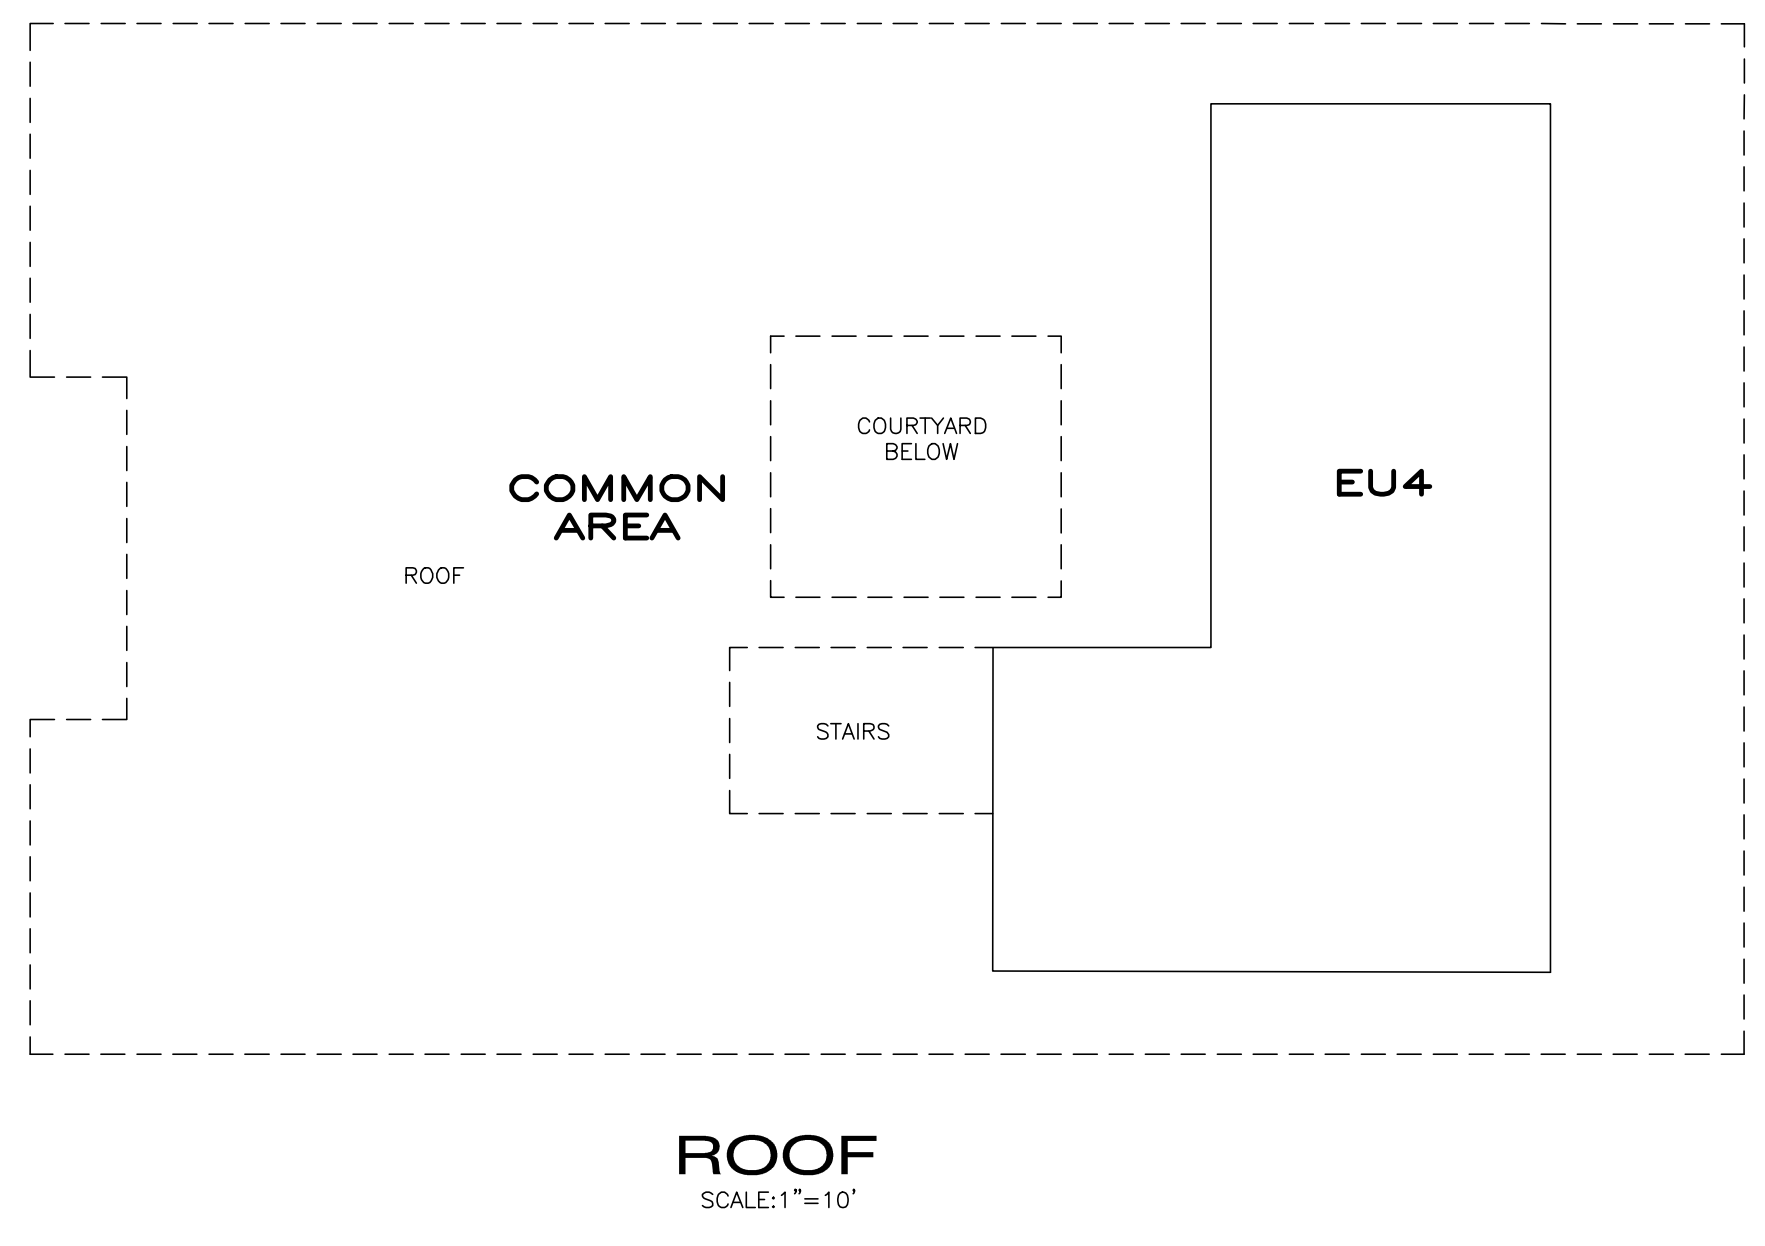 COURTYARD
BELOW
COMMON
AREA
EU4
ROOF
STAIRS
ROOF
SCALE:1"=10'